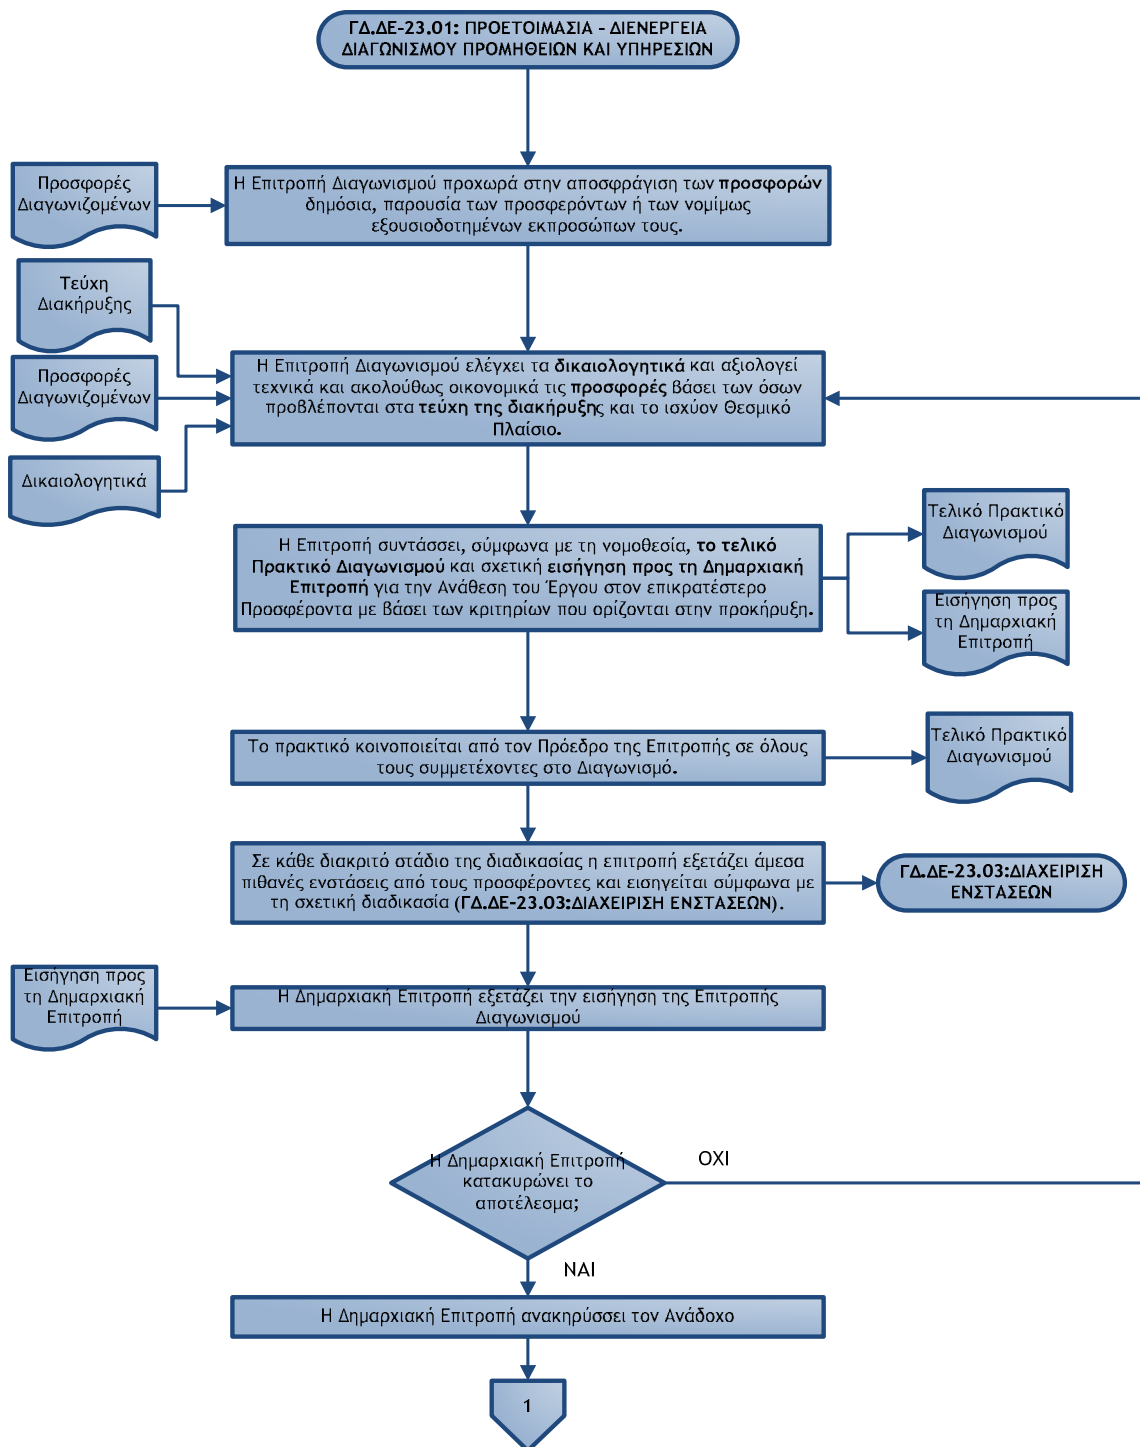 ΓΔ.ΔΕ-23.01: ΠΡΟΕΤΟΙΜΑΣΙΑ - ΔΙΕΝΕΡΓΕΙΑ
ΔΙΑΓΩΝΙΣΜΟΥ ΠΡΟΜΗΘΕΙΩΝ ΚΑΙ ΥΠΗΡΕΣΙΩΝ
Προσφορές
Διαγωνιζομένων
Η Επιτροπή Διαγωνισμού προχωρά στην αποσφράγιση των προσφορών
δημόσια, παρουσία των προσφερόντων ή των νομίμως
εξουσιοδοτημένων εκπροσώπων τους.
Τεύχη
Διακήρυξης
Προσφορές
Διαγωνιζομένων
Δικαιολογητικά
Η Επιτροπή Διαγωνισμού ελέγχει τα δικαιολογητικά και αξιολογεί
τεχνικά και ακολούθως οικονομικά τις προσφορές βάσει των όσων
προβλέπονται στα τεύχη της διακήρυξης και το ισχύον Θεσμικό
Πλαίσιο.
Η Επιτροπή συντάσσει, σύμφωνα με τη νομοθεσία, το τελικό
Πρακτικό Διαγωνισμού και σχετική εισήγηση προς τη Δημαρχιακή
Επιτροπή για την Ανάθεση του Έργου στον επικρατέστερο
Προσφέροντα με βάσει των κριτηρίων που ορίζονται στην προκήρυξη.
Τελικό Πρακτικό
Διαγωνισμού
Εισήγηση προς
τη Δημαρχιακή
Επιτροπή
Το πρακτικό κοινοποιείται από τον Πρόεδρο της Επιτροπής σε όλους
τους συμμετέχοντες στο Διαγωνισμό.
Τελικό Πρακτικό
Διαγωνισμού
Σε κάθε διακριτό στάδιο της διαδικασίας η επιτροπή εξετάζει άμεσα
πιθανές ενστάσεις από τους προσφέροντες και εισηγείται σύμφωνα με
τη σχετική διαδικασία (ΓΔ.ΔΕ-23.03:ΔΙΑΧΕΙΡΙΣΗ ΕΝΣΤΑΣΕΩΝ).
ΓΔ.ΔΕ-23.03:ΔΙΑΧΕΙΡΙΣΗ
ΕΝΣΤΑΣΕΩΝ
Εισήγηση προς
τη Δημαρχιακή
Επιτροπή
Η Δημαρχιακή Επιτροπή εξετάζει την εισήγηση της Επιτροπής
Διαγωνισμού
Η Δημαρχιακή Επιτροπή
κατακυρώνει το
αποτέλεσμα;
ΟΧΙ
ΝΑΙ
Η Δημαρχιακή Επιτροπή ανακηρύσσει τον Ανάδοχο
1